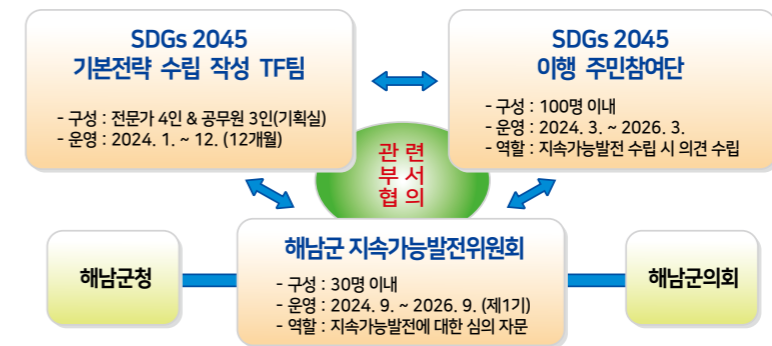 SDGs 2045
기본전략 수립 작성 TF팀
- 구성 : 전문가 4인 & 공무원 3인(기획실)
- 운영 : 2024. 1. ~ 12. (12개월)
SDGs 2045
이행 주민참여단
- 구성 : 100명 이내
- 운영 : 2024. 3. ~ 2026. 3.
- 역할 : 지속가능발전 수립 시 의견 수립
관 련
부 서
협 의
해남군청
해남군 지속가능발전위원회
- 구성 : 30명 이내
- 운영 : 2024. 9. ~ 2026. 9. (제1기)
- 역할 : 지속가능발전에 대한 심의 자문
해남군의회